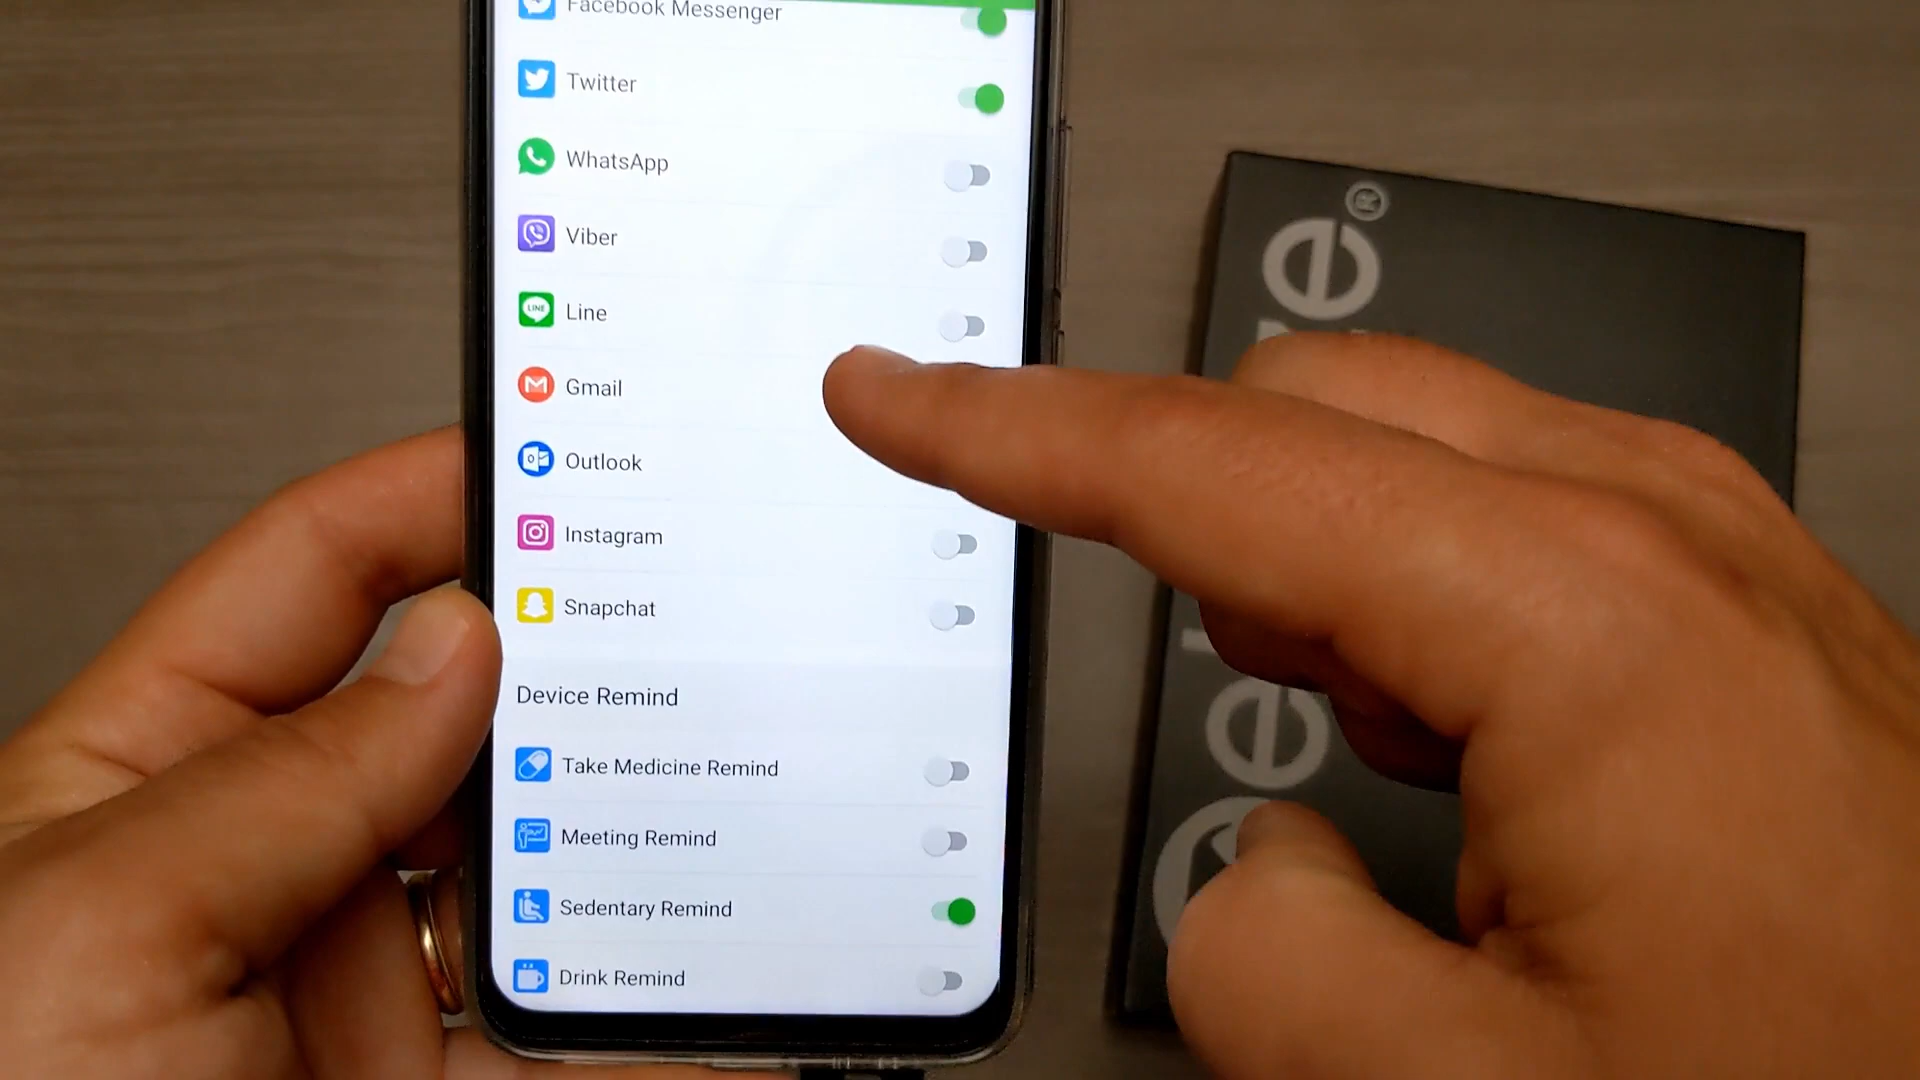 Facebook Messenger
Twitter
WhatsApp
Viber
LINE
Line
Gmail
Outlook
Instagram
Snapchat
Device Remind
Take Medicine Remind
Meeting Remind
Sedentary Remind
Drink Remind
®